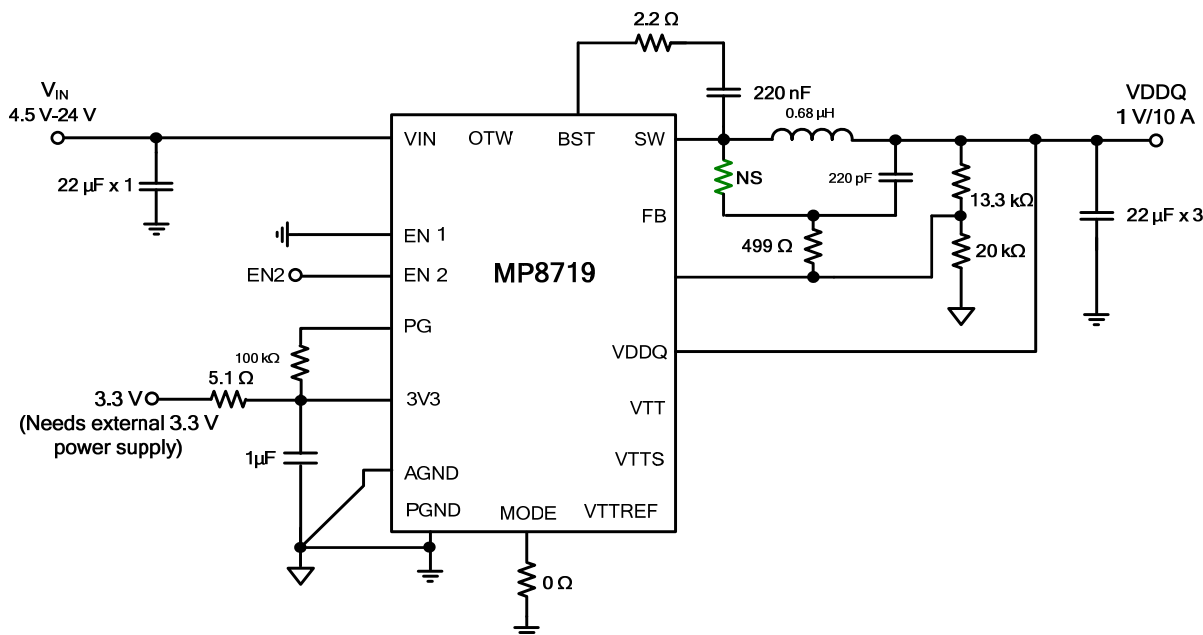 2.2 Ω
V_IN
4.5 V-24 V
220 nF
VDDQ
1 V/10 A
0.68 µH
VIN
OTW
BST
SW
22 µF x 1
NS
220 pF
13.3 kΩ
FB
22 µF x 3
EN 1
499 Ω
20 kΩ
EN2
EN 2
MP8719
PG
100 kΩ
VDDQ
5.1 Ω
3.3 V
3V3
(Needs external 3.3 V
power supply)
VTT
1µF
VTTS
AGND
PGND
MODE
VTTREF
0 Ω